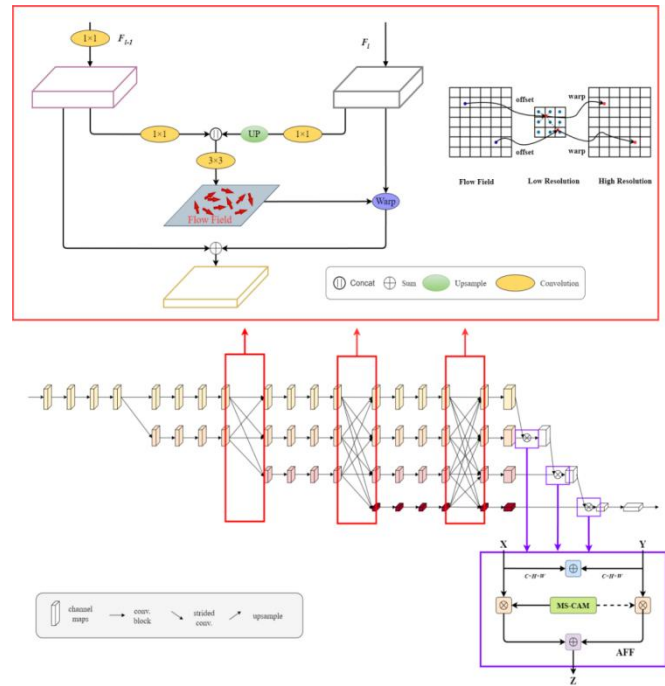 1×1
F_{i-1}
F_i
1×1
UP
1×1
3×3
Flow Field
Warp
offset
warp
offset
warp
Flow Field
Low Resolution
High Resolution
Concat
Sum
Upsample
Convolution
X
Y
C×H×W
C×H×W
MS-CAM
AFF
Z
channel
maps
conv.
block
strided
conv.
upsample